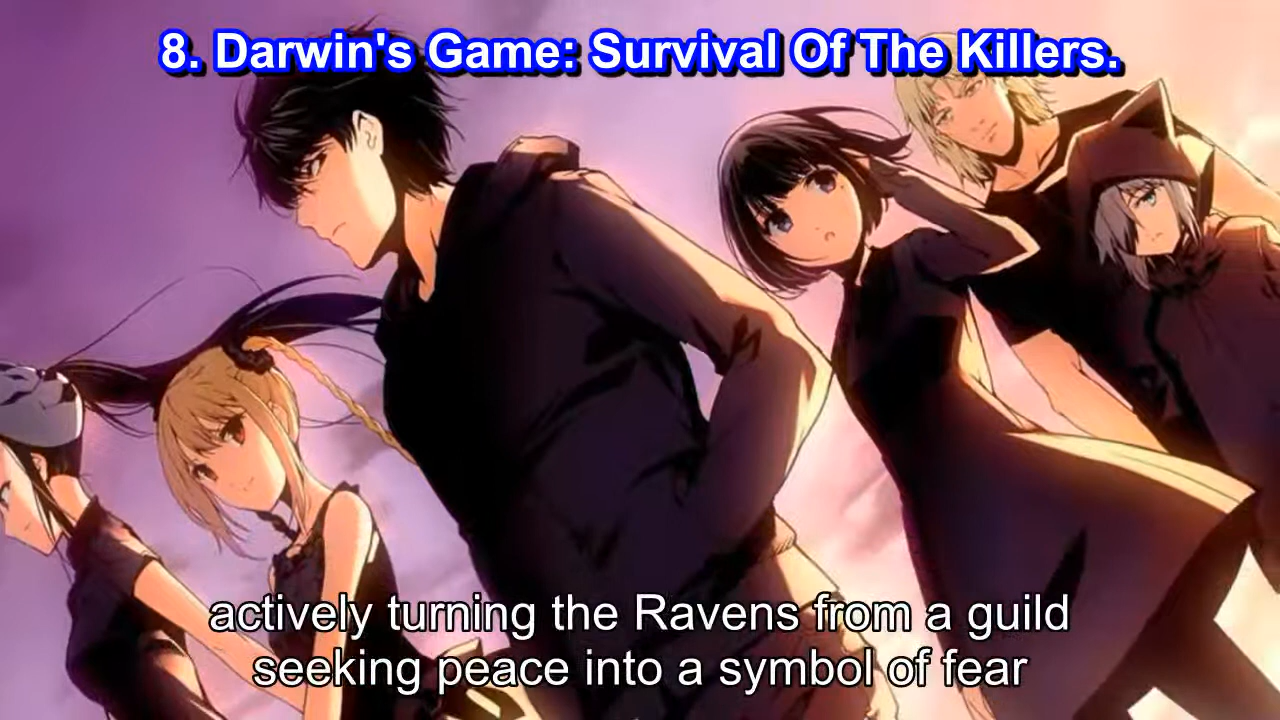 8. Darwin's Game: Survival Of The Killers.
actively turning the Ravens from a guild
seeking peace into a symbol of fear